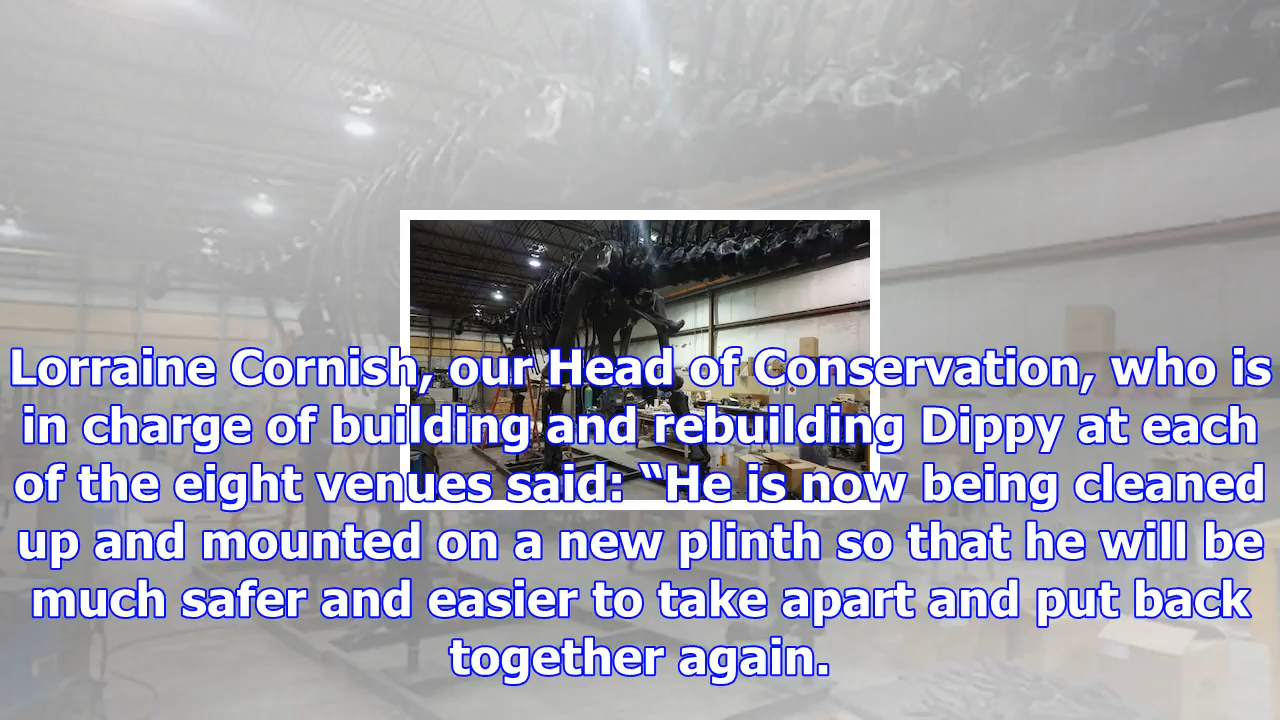 Lorraine Cornish, our Head of Conservation, who is
in charge of building and rebuilding Dippy at each
of the eight venues said: “He is now being cleaned
up and mounted on a new plinth so that he will be
much safer and easier to take apart and put back
together again.